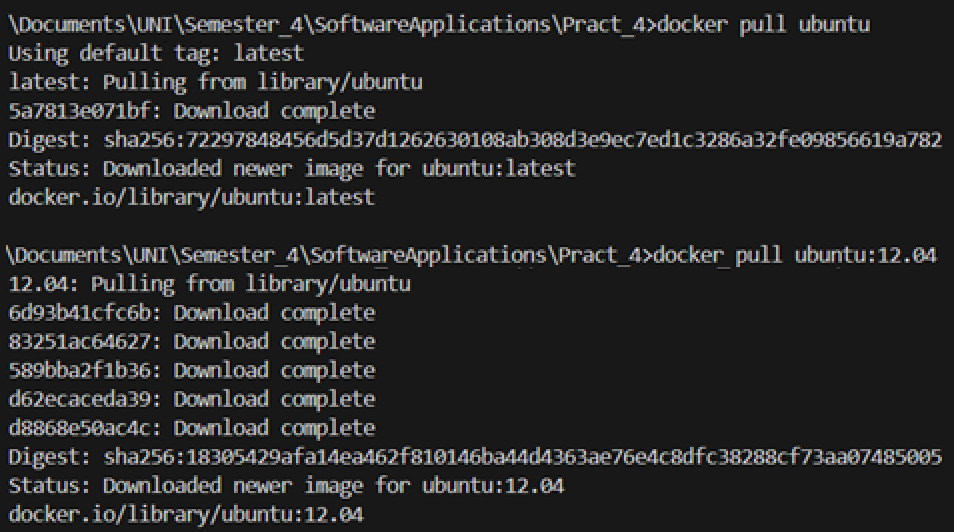 \Documents\UNI\Semester_4\SoftwareApplications\Pract_4>docker pull ubuntu
Using default tag: latest
latest: Pulling from library/ubuntu
5a7813e071bf: Download complete
Digest: sha256:72297848456d5d37d1262630108ab308d3e9ec7ed1c3286a32fe09856619a782
Status: Downloaded newer image for ubuntu:latest
docker.io/library/ubuntu:latest
\Documents\UNI\Semester_4\SoftwareApplications\Pract_4>docker pull ubuntu:12.04
12.04: Pulling from library/ubuntu
6d93b41cfc6b: Download complete
83251ac64627: Download complete
589bba2f1b36: Download complete
d62ecaceda39: Download complete
d8868e50ac4c: Download complete
Digest: sha256:18305429afa14ea462f810146ba44d4363ae76e4c8dfc38288cf73aa07485005
Status: Downloaded newer image for ubuntu:12.04
docker.io/library/ubuntu:12.04